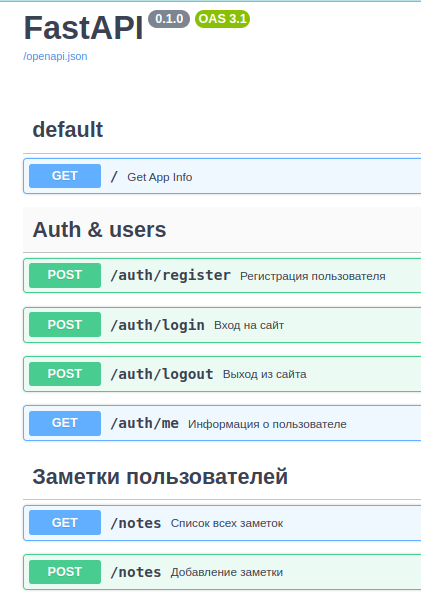 FastAPI 0.1.0 OAS 3.1
/openapi.json
default
GET / Get App Info
Auth & users
POST /auth/register Регистрация пользователя
POST /auth/login Вход на сайт
POST /auth/logout Выход из сайта
GET /auth/me Информация о пользователе
Заметки пользователей
GET /notes Список всех заметок
POST /notes Добавление заметки